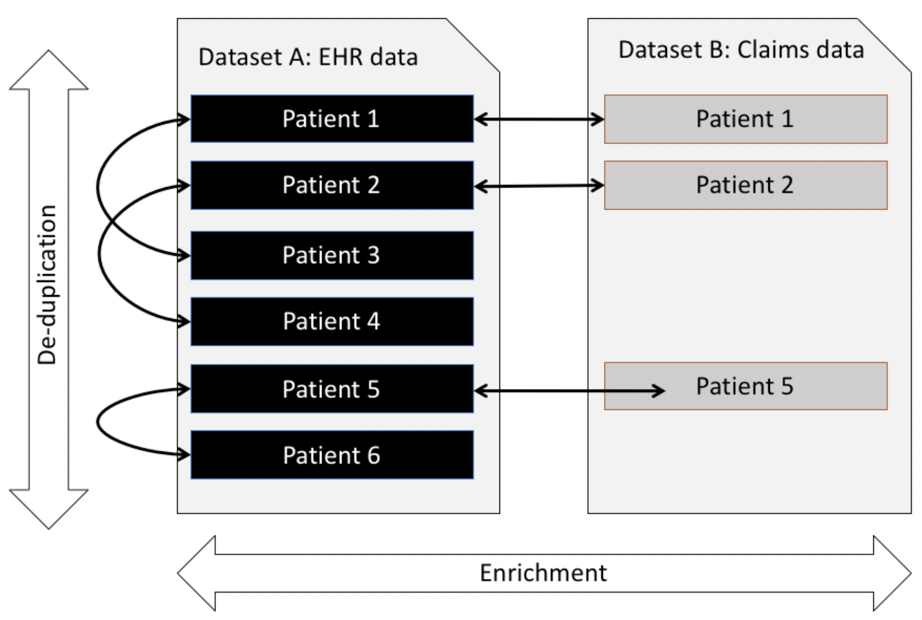 Dataset A: EHR data
Patient 1
Patient 2
Patient 3
Patient 4
Patient 5
Patient 6
Dataset B: Claims data
Patient 1
Patient 2
Patient 5
De-duplication
Enrichment